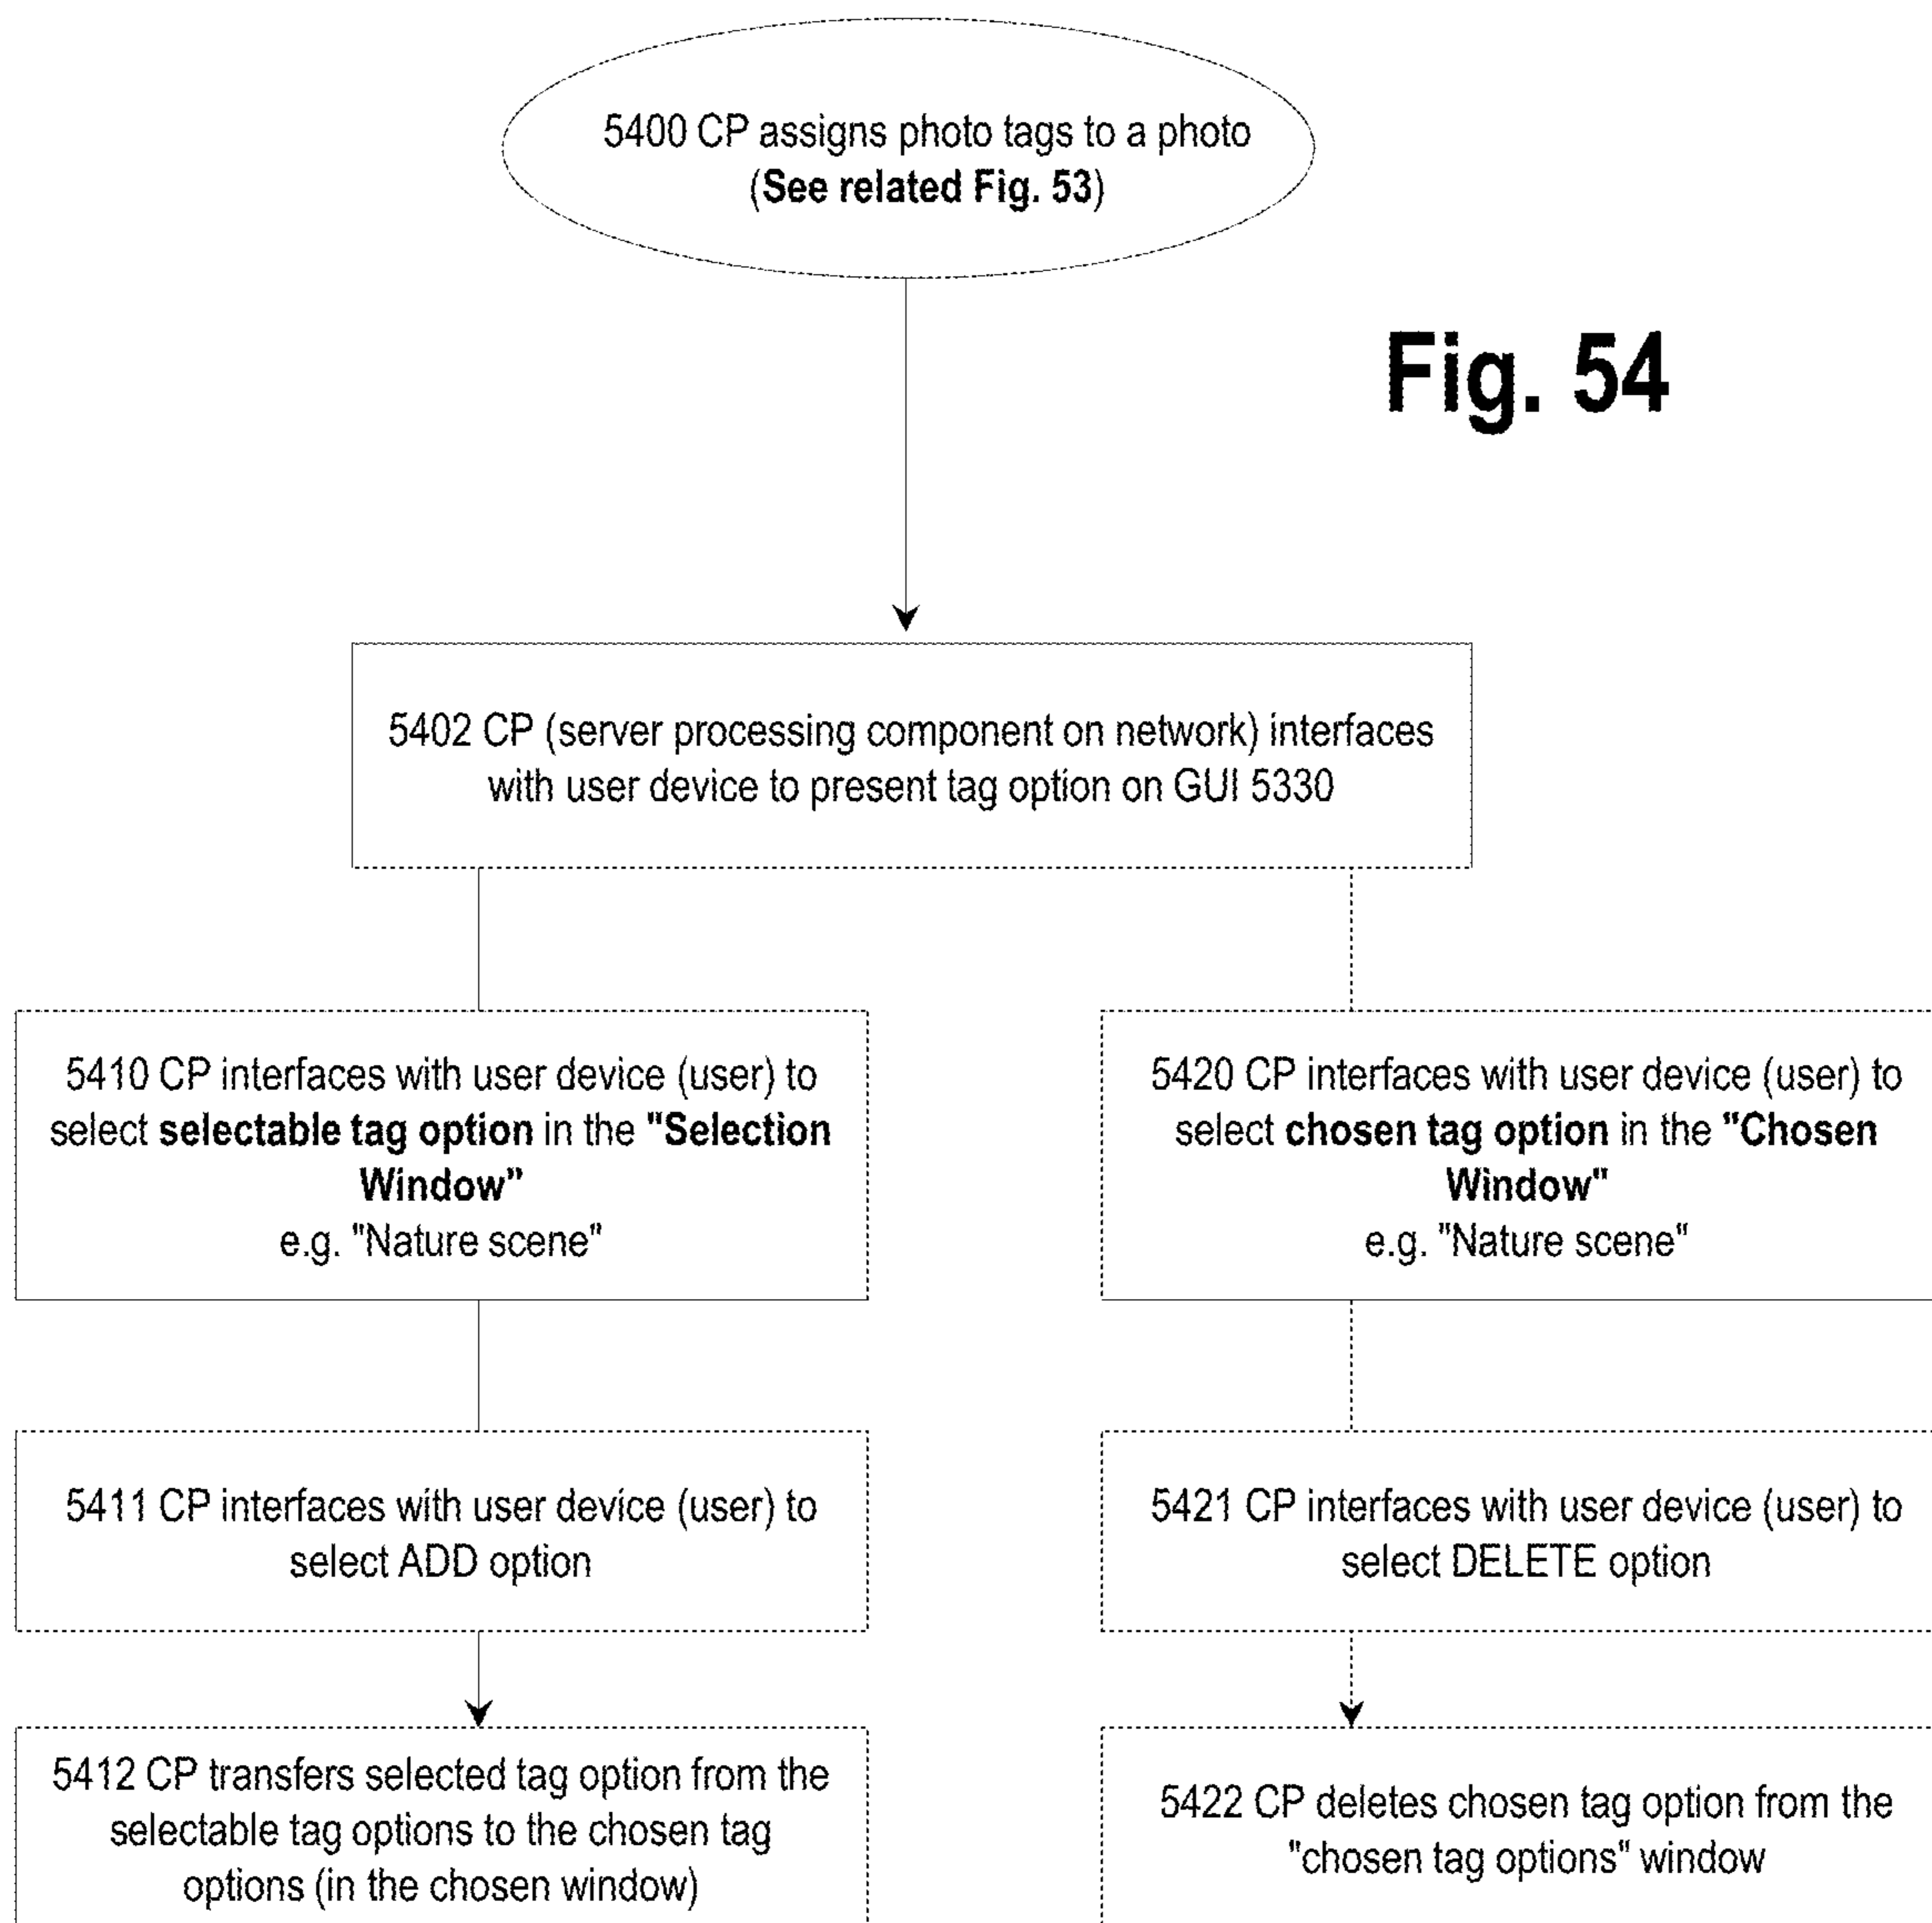 5400 CP assigns photo tags to a photo
(See related Fig. 53)
Fig. 54
5402 CP (server processing component on network) interfaces
with user device to present tag option on GUI 5330
5410 CP interfaces with user device (user) to
select selectable tag option in the "Selection
Window"
e.g. "Nature scene"
5420 CP interfaces with user device (user) to
select chosen tag option in the "Chosen
Window"
e.g. "Nature scene"
5411 CP interfaces with user device (user) to
select ADD option
5421 CP interfaces with user device (user) to
select DELETE option
5412 CP transfers selected tag option from the
selectable tag options to the chosen tag
options (in the chosen window)
5422 CP deletes chosen tag option from the
"chosen tag options" window